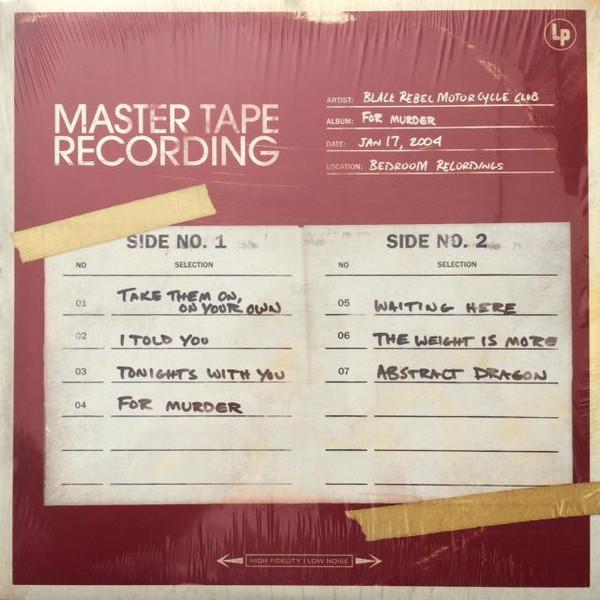 LP
MASTER TAPE
RECORDING
ARTIST: BLACK REBEL MOTORCYCLE CLUB
ALBUM: FOR MURDER
DATE: JAN 17, 2004
LOCATION: BEDROOM RECORDINGS
SIDE NO. 1
NO SELECTION
01 TAKE THEM ON,
ON YOUR OWN
02 I TOLD YOU
03 TONIGHTS WITH YOU
04 FOR MURDER
SIDE NO. 2
NO SELECTION
05 WAITING HERE
06 THE WEIGHT IS MORE
07 ABSTRACT DRAGON
HIGH FIDELITY | LOW NOISE